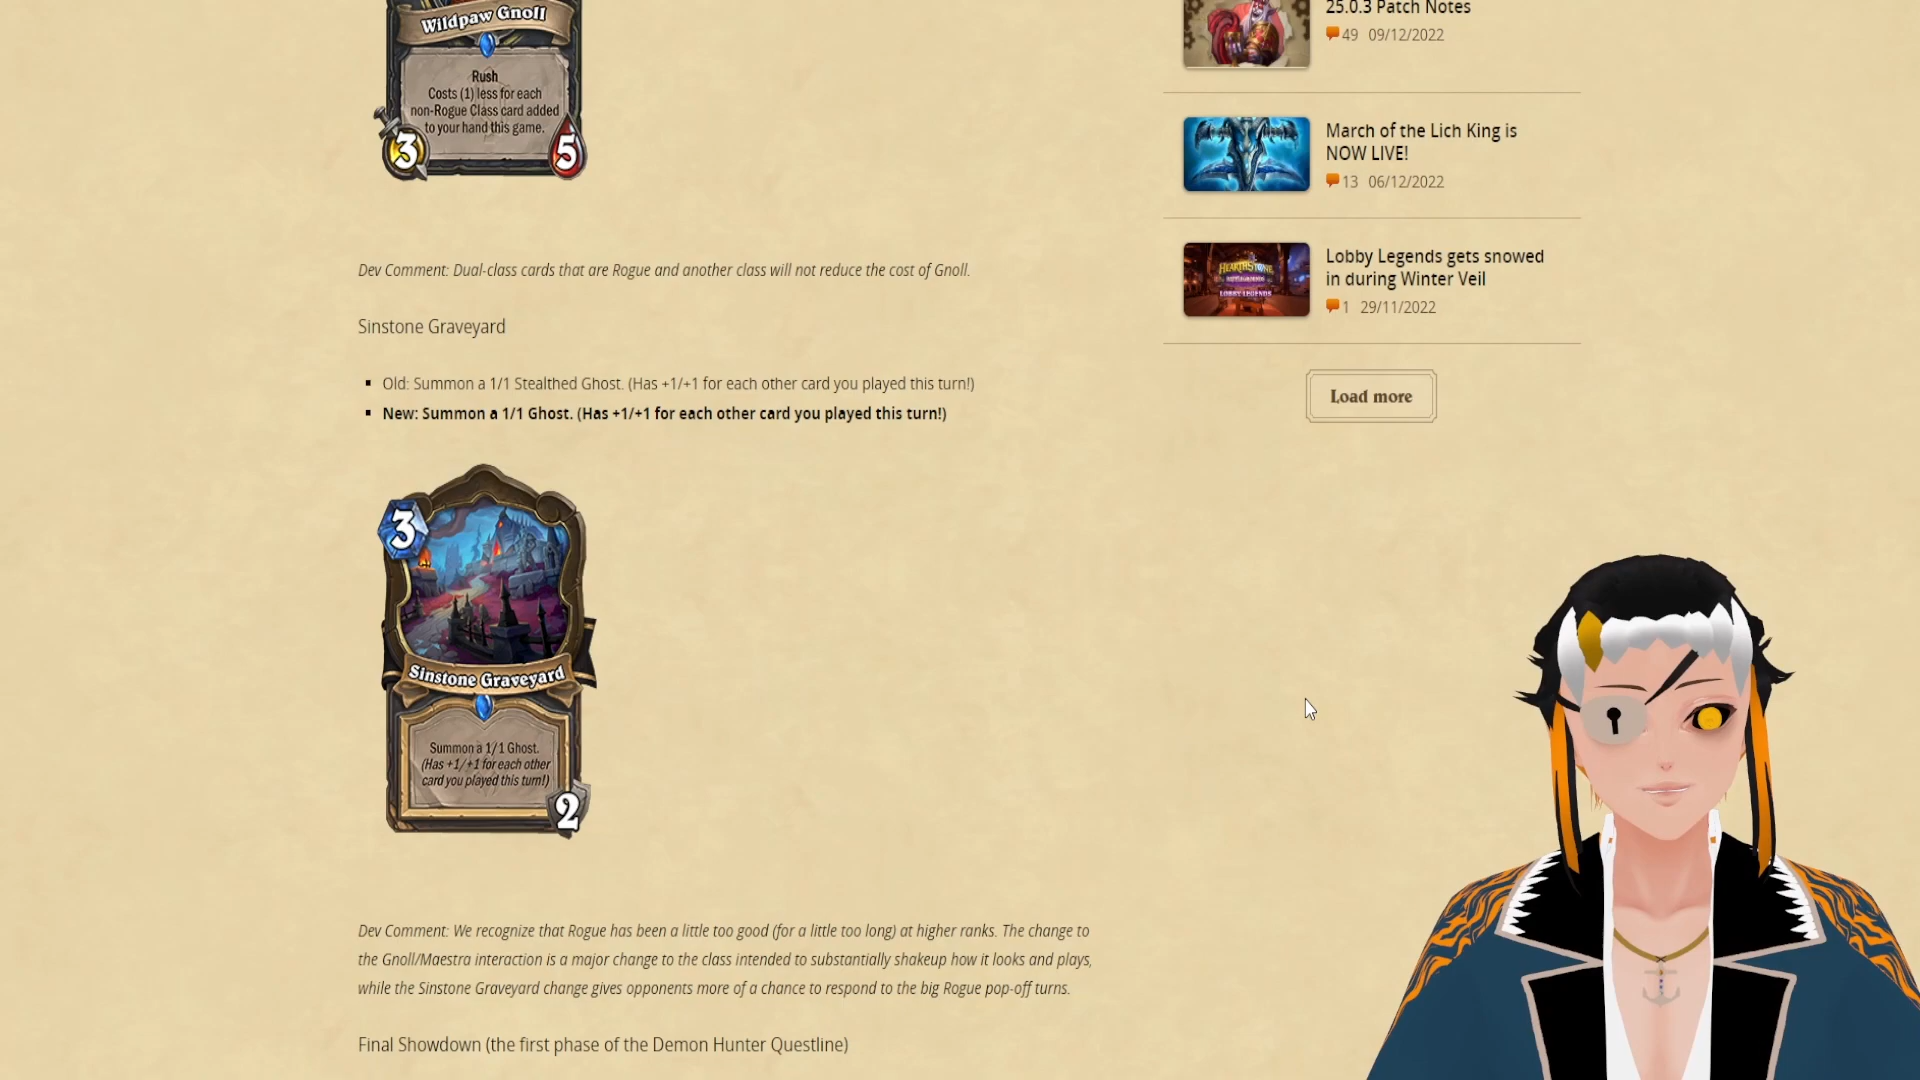 Wildpaw Gnoll
Rush
Costs (1) less for each
non-Rogue Class card added
to your hand this game.
3
5
Dev Comment: Dual-class cards that are Rogue and another class will not reduce the cost of Gnoll.
Sinstone Graveyard
Old: Summon a 1/1 Stealthed Ghost. (Has +1/+1 for each other card you played this turn!)
New: Summon a 1/1 Ghost. (Has +1/+1 for each other card you played this turn!)
3
Sinstone Graveyard
Summon a 1/1 Ghost.
(Has +1/+1 for each other
card you played this turn!)
2
Dev Comment: We recognize that Rogue has been a little too good (for a little too long) at higher ranks. The change to
the Gnoll/Maestra interaction is a major change to the class intended to substantially shakeup how it looks and plays,
while the Sinstone Graveyard change gives opponents more of a chance to respond to the big Rogue pop-off turns.
Final Showdown (the first phase of the Demon Hunter Questline)
25.0.3 Patch Notes
49 09/12/2022
March of the Lich King is
NOW LIVE!
13 06/12/2022
HEARTHSTONE
BATTLEGROUNDS
LOBBY LEGENDS
Lobby Legends gets snowed
in during Winter Veil
1 29/11/2022
Load more